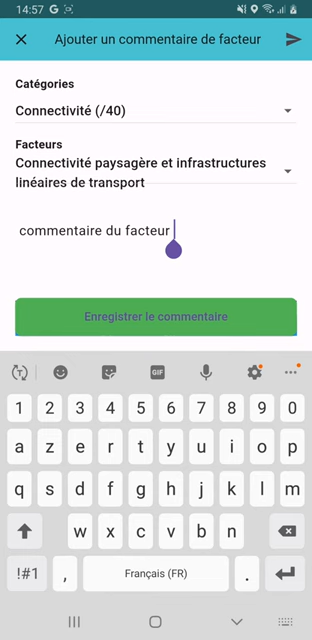 14:57 G
Ajouter un commentaire de facteur
Catégories
Connectivité (/40)
Facteurs
Connectivité paysagère et infrastructures
linéaires de transport
commentaire du facteur
Enregistrer le commentaire
T GIF
1 2 3 4 5 6 7 8 9 0
a z e r t y u i o p
q s d f g h j k l m
w x c v b n
!#1 , Français (FR) .